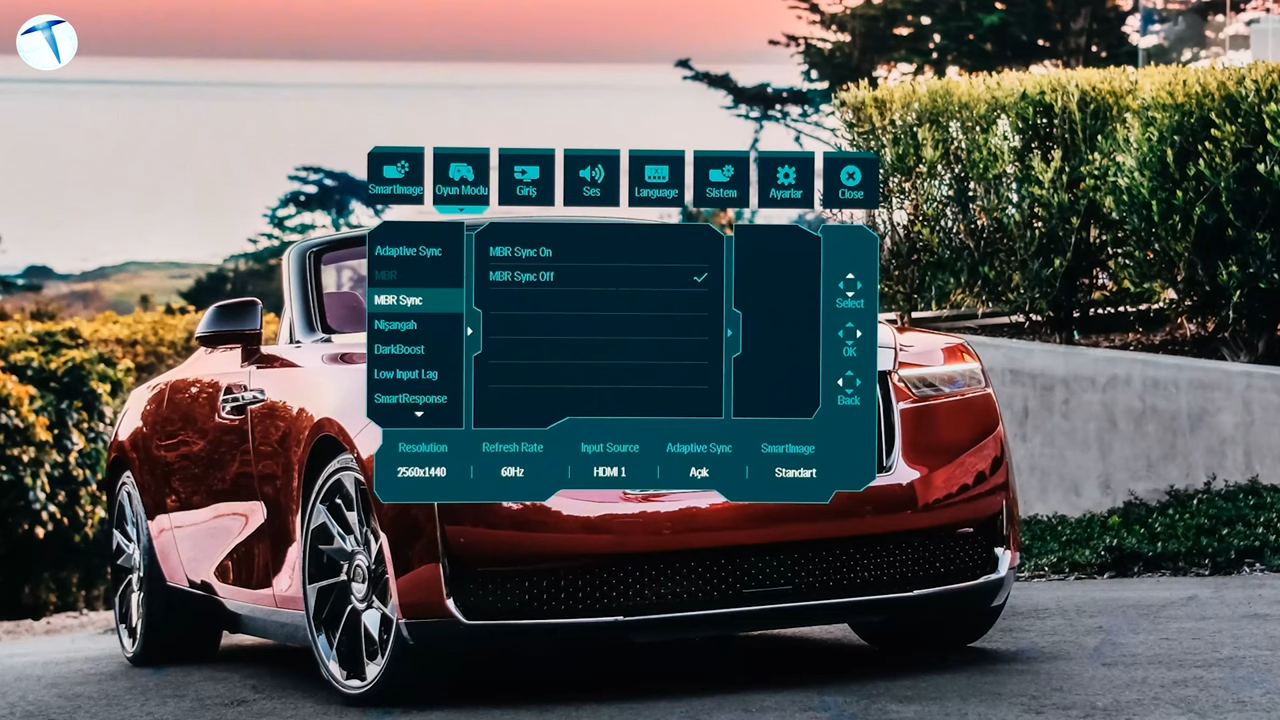 SmartImage
Oyun Modu
Giriş
TXT
Ses
Language
Sistem
Ayarlar
Close
Adaptive Sync
MBR
MBR Sync
Nişangah
DarkBoost
Low Input Lag
SmartResponse
MBR Sync On
MBR Sync Off
Select
OK
Back
Resolution Refresh Rate Input Source Adaptive Sync SmartImage
2560x1440 | 60Hz | HDMI 1 | Açık | Standart